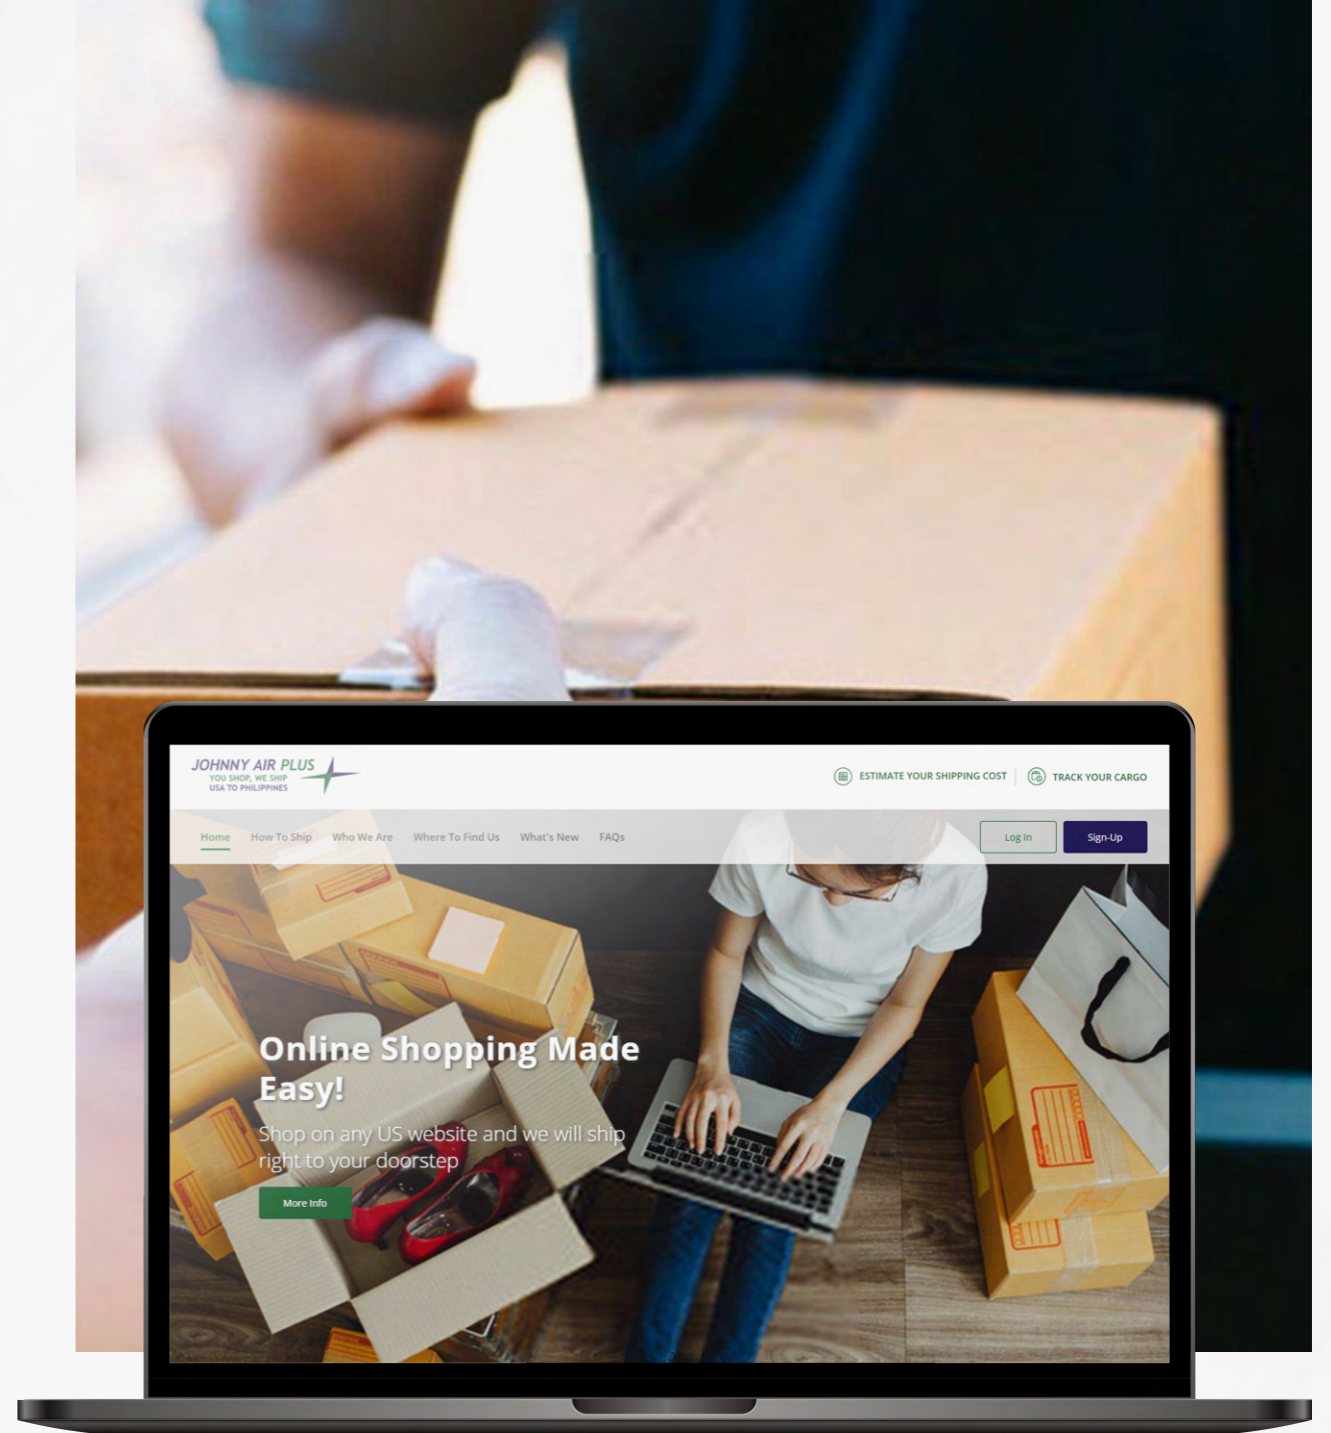 JOHNNY AIR PLUS
YOU SHOP, WE SHIP
USA TO PHILIPPINES
ESTIMATE YOUR SHIPPING COST
TRACK YOUR CARGO
Home How To Ship Who We Are Where To Find Us What's New FAQs
Log In
Sign-Up
Online Shopping Made
Easy!
Shop on any US website and we will ship
right to your doorstep
More Info